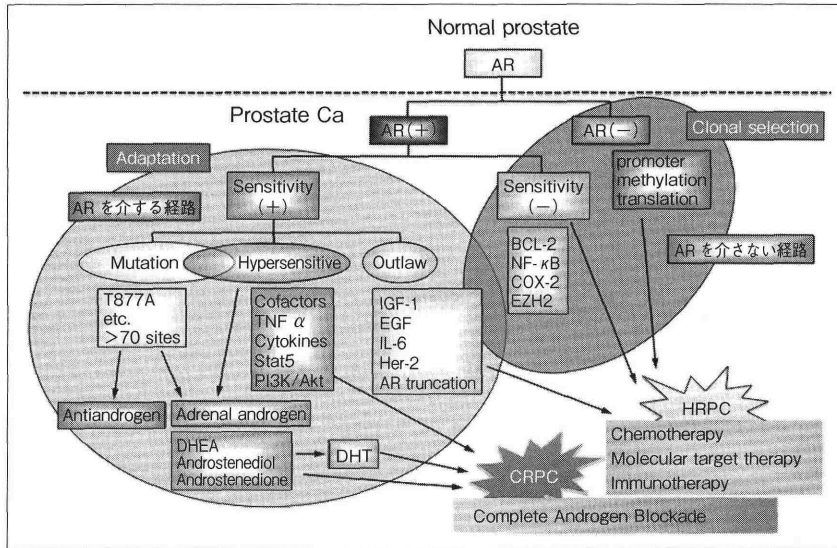 Normal prostate
AR
Prostate Ca
AR(+)
AR(−)
Clonal selection
Adaptation
promoter
methylation
translation
Sensitivity
(+)
Sensitivity
(−)
ARを介する経路
ARを介さない経路
BCL-2
NF-κB
COX-2
EZH2
Mutation
Hypersensitive
Outlaw
T877A
etc.
>70 sites
Cofactors
TNF α
Cytokines
Stat5
PI3K/Akt
IGF-1
EGF
IL-6
Her-2
AR truncation
Antiandrogen
Adrenal androgen
DHEA
Androstenediol
Androstenedione
DHT
CRPC
HRPC
Chemotherapy
Molecular target therapy
Immunotherapy
Complete Androgen Blockade